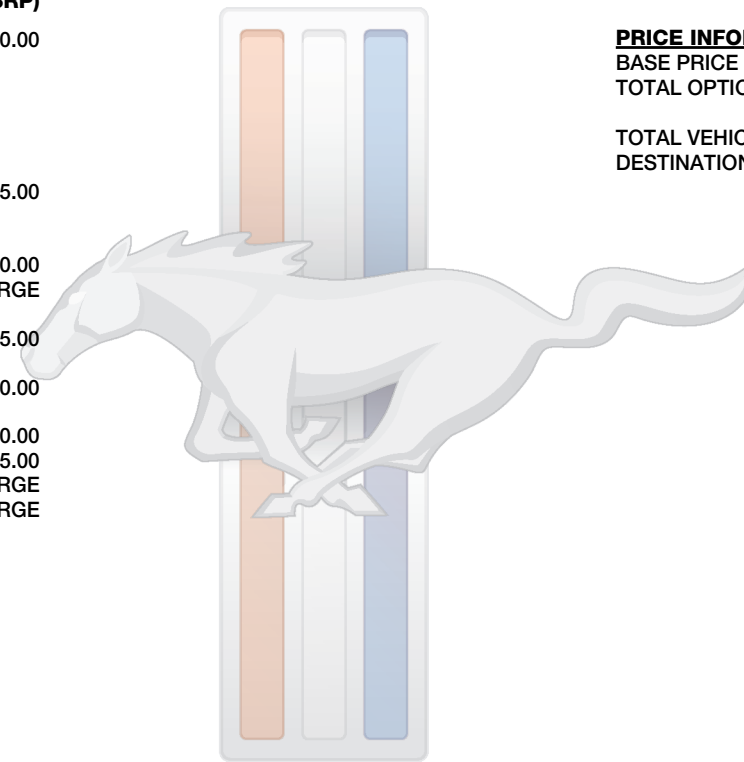 SRP)
0.00
5.00
0.00
RGE
5.00
0.00
0.00
5.00
RGE
RGE
PRICE INFO
BASE PRICE
TOTAL OPTIO
TOTAL VEHIC
DESTINATION